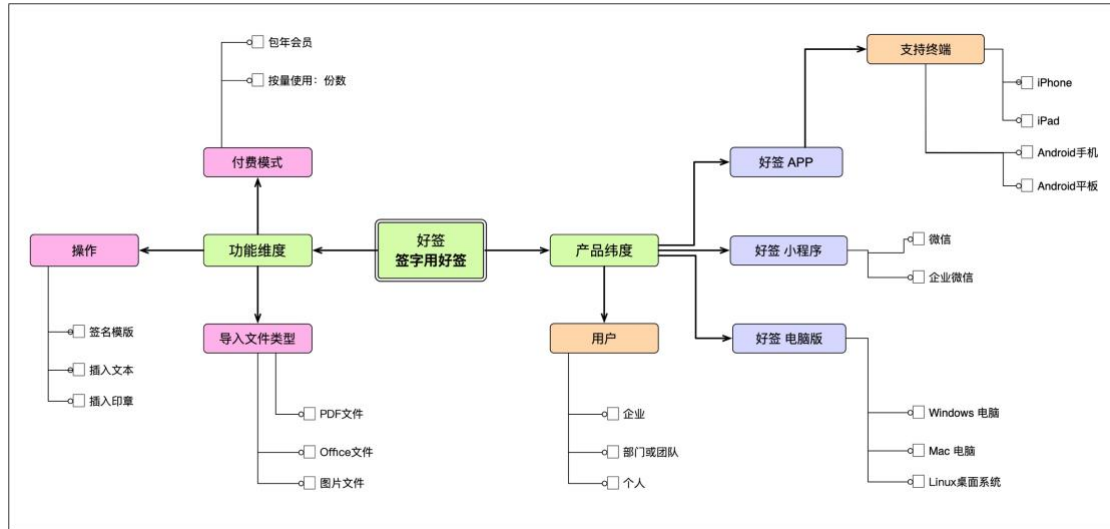 包年会员
按量使用：份数
付费模式
操作
功能维度
签名模版
插入文本
插入印章
导入文件类型
PDF文件
Office文件
图片文件
好签
签字用好签
产品纬度
用户
企业
部门或团队
个人
好签 APP
支持终端
iPhone
iPad
Android手机
Android平板
好签 小程序
微信
企业微信
好签 电脑版
Windows 电脑
Mac 电脑
Linux桌面系统